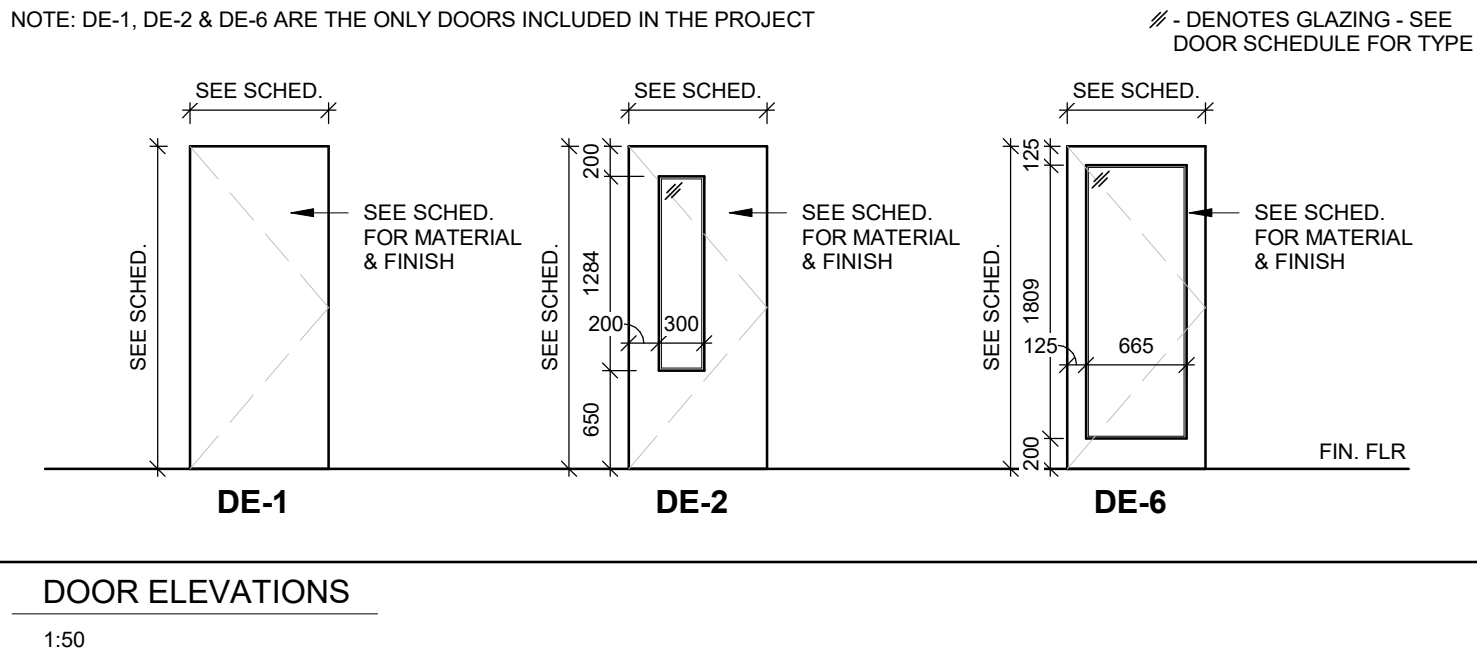 NOTE: DE-1, DE-2 & DE-6 ARE THE ONLY DOORS INCLUDED IN THE PROJECT
- DENOTES GLAZING - SEE
DOOR SCHEDULE FOR TYPE
SEE SCHED.
SEE SCHED.
SEE SCHED.
FOR MATERIAL
& FINISH
DE-1
SEE SCHED.
SEE SCHED.
200
1284
650
200
300
SEE SCHED.
FOR MATERIAL
& FINISH
DE-2
SEE SCHED.
SEE SCHED.
125
1809
200
125
665
SEE SCHED.
FOR MATERIAL
& FINISH
FIN. FLR
DE-6
DOOR ELEVATIONS
1:50